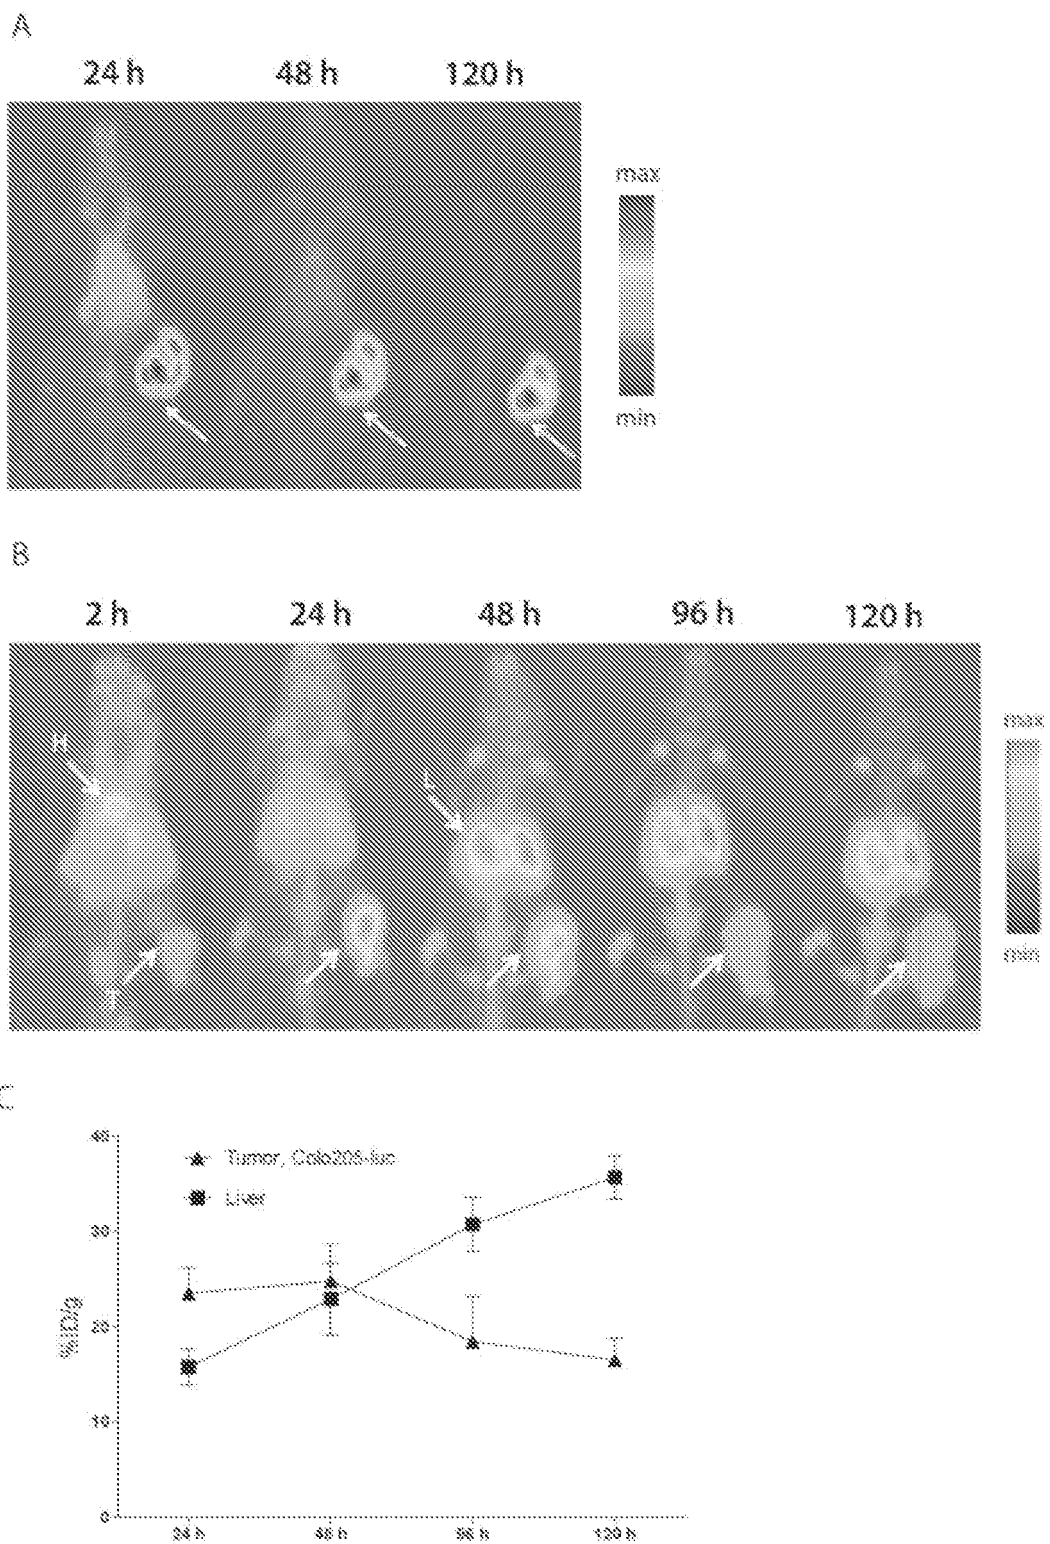 A
24 h 48 h 120 h
max
min
B
2 h 24 h 48 h 96 h 120 h
max
H
L
T
min
C
40
Tumor, Colo205-luc
Liver
30
%ID/g
20
10
0
24 h 48 h 96 h 120 h